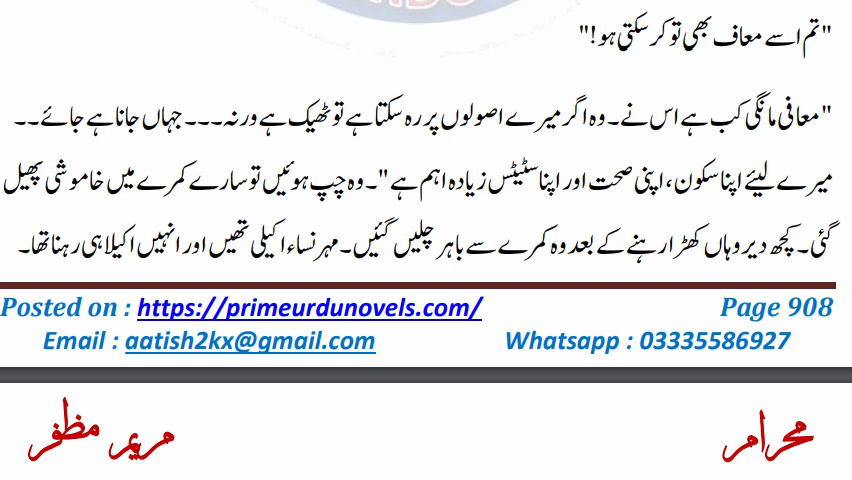 "تم اسے معاف بھی تو کر سکتی ہو!"
"معافی مانگی کب ہے اس نے۔ وہ اگر میرے اصولوں پر رہ سکتا ہے تو ٹھیک ہے ورنہ۔۔۔ جہاں جانا ہے جائے۔۔
میرے لیئے اپنا سکون، اپنی صحت اور اپنا سٹیٹس زیادہ اہم ہے"۔ وہ چپ ہوئیں تو سارے کمرے میں خاموشی پھیل
گئی۔ کچھ دیر وہاں کھڑا رہنے کے بعد وہ کمرے سے باہر چلیں گئیں۔ مہر نساء اکیلی تھیں اور انہیں اکیلا ہی رہنا تھا۔
Posted on : https://primeurdunovels.com/ Page 908
Email : aatish2kx@gmail.com Whatsapp : 03335586927
محرام مریم مظفر